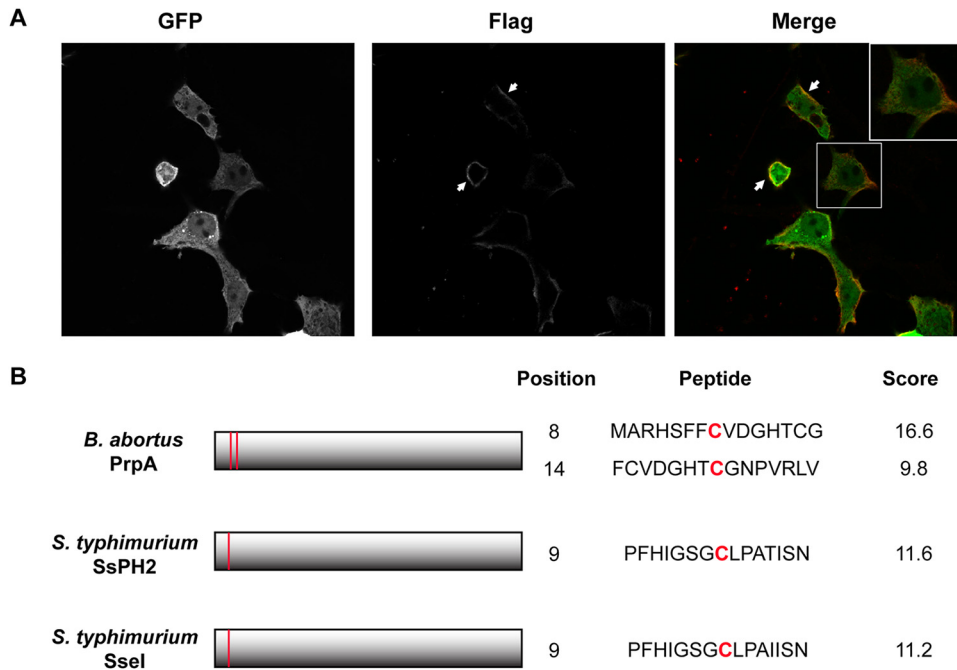 A
GFP Flag Merge
B
Position Peptide Score
B. abortus
PrpA
8 MARHSFFCVDGHTCG 16.6
14 FCVDGHTCGNPVRLV 9.8
S. typhimurium
SsPH2
9 PFHIGSGCLPATISN 11.6
S. typhimurium
SseI
9 PFHIGSGCLPAIISN 11.2